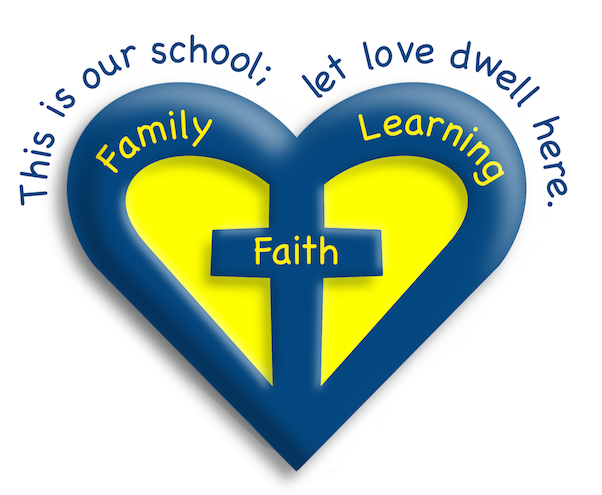 This is our school; let love dwell here.
Family
Learning
Faith